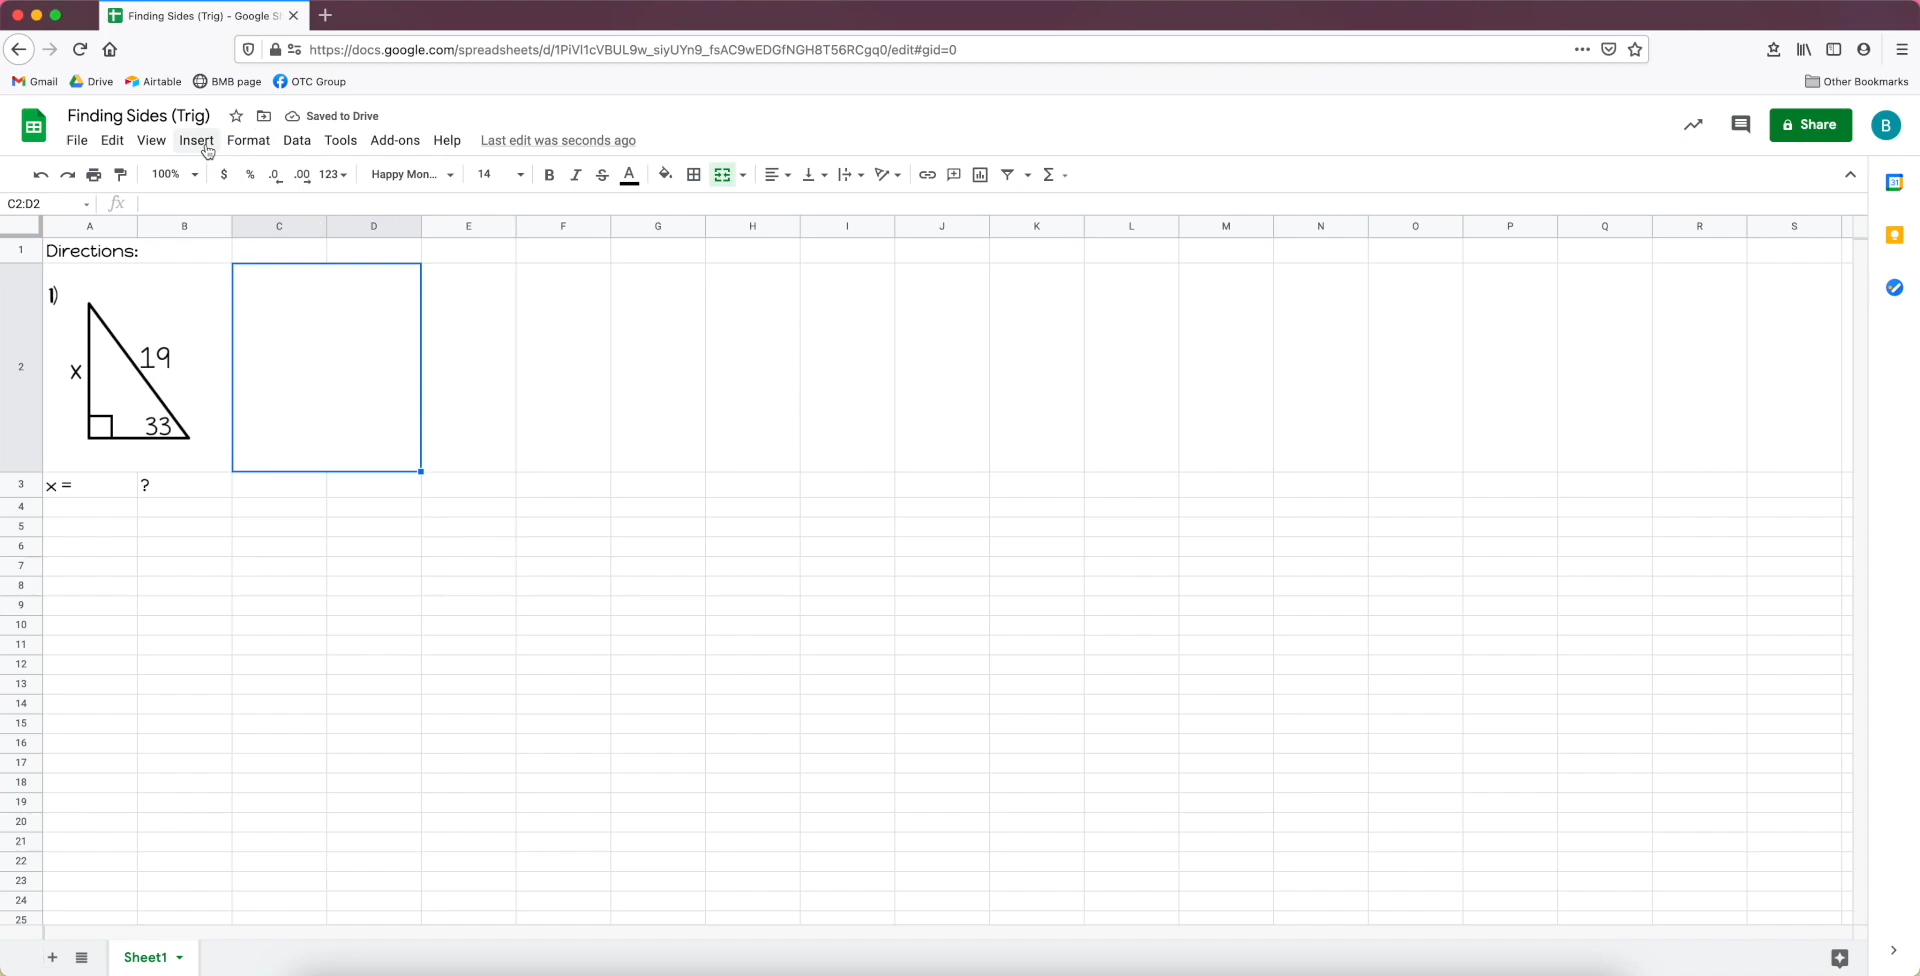 Finding Sides (Trig) - Google S
https://docs.google.com/spreadsheets/d/1PiVl1cVBUL9w_siyUYn9_fsAC9wEDGfNGH8T56RCgq0/edit#gid=0
Gmail Drive Airtable BMB page OTC Group Other Bookmarks
Finding Sides (Trig) Saved to Drive
Share B
File Edit View Insert Format Data Tools Add-ons Help Last edit was seconds ago
100% $ % .0 .00 123 Happy Mon... 14 B I S A Σ
31
C2:D2 fx
A B C D E F G H I J K L M N O P Q R S
1 Directions:
1)
19
2 x
33
3 x = ?
4
5
6
7
8
9
10
11
12
13
14
15
16
17
18
19
20
21
22
23
24
25
Sheet1